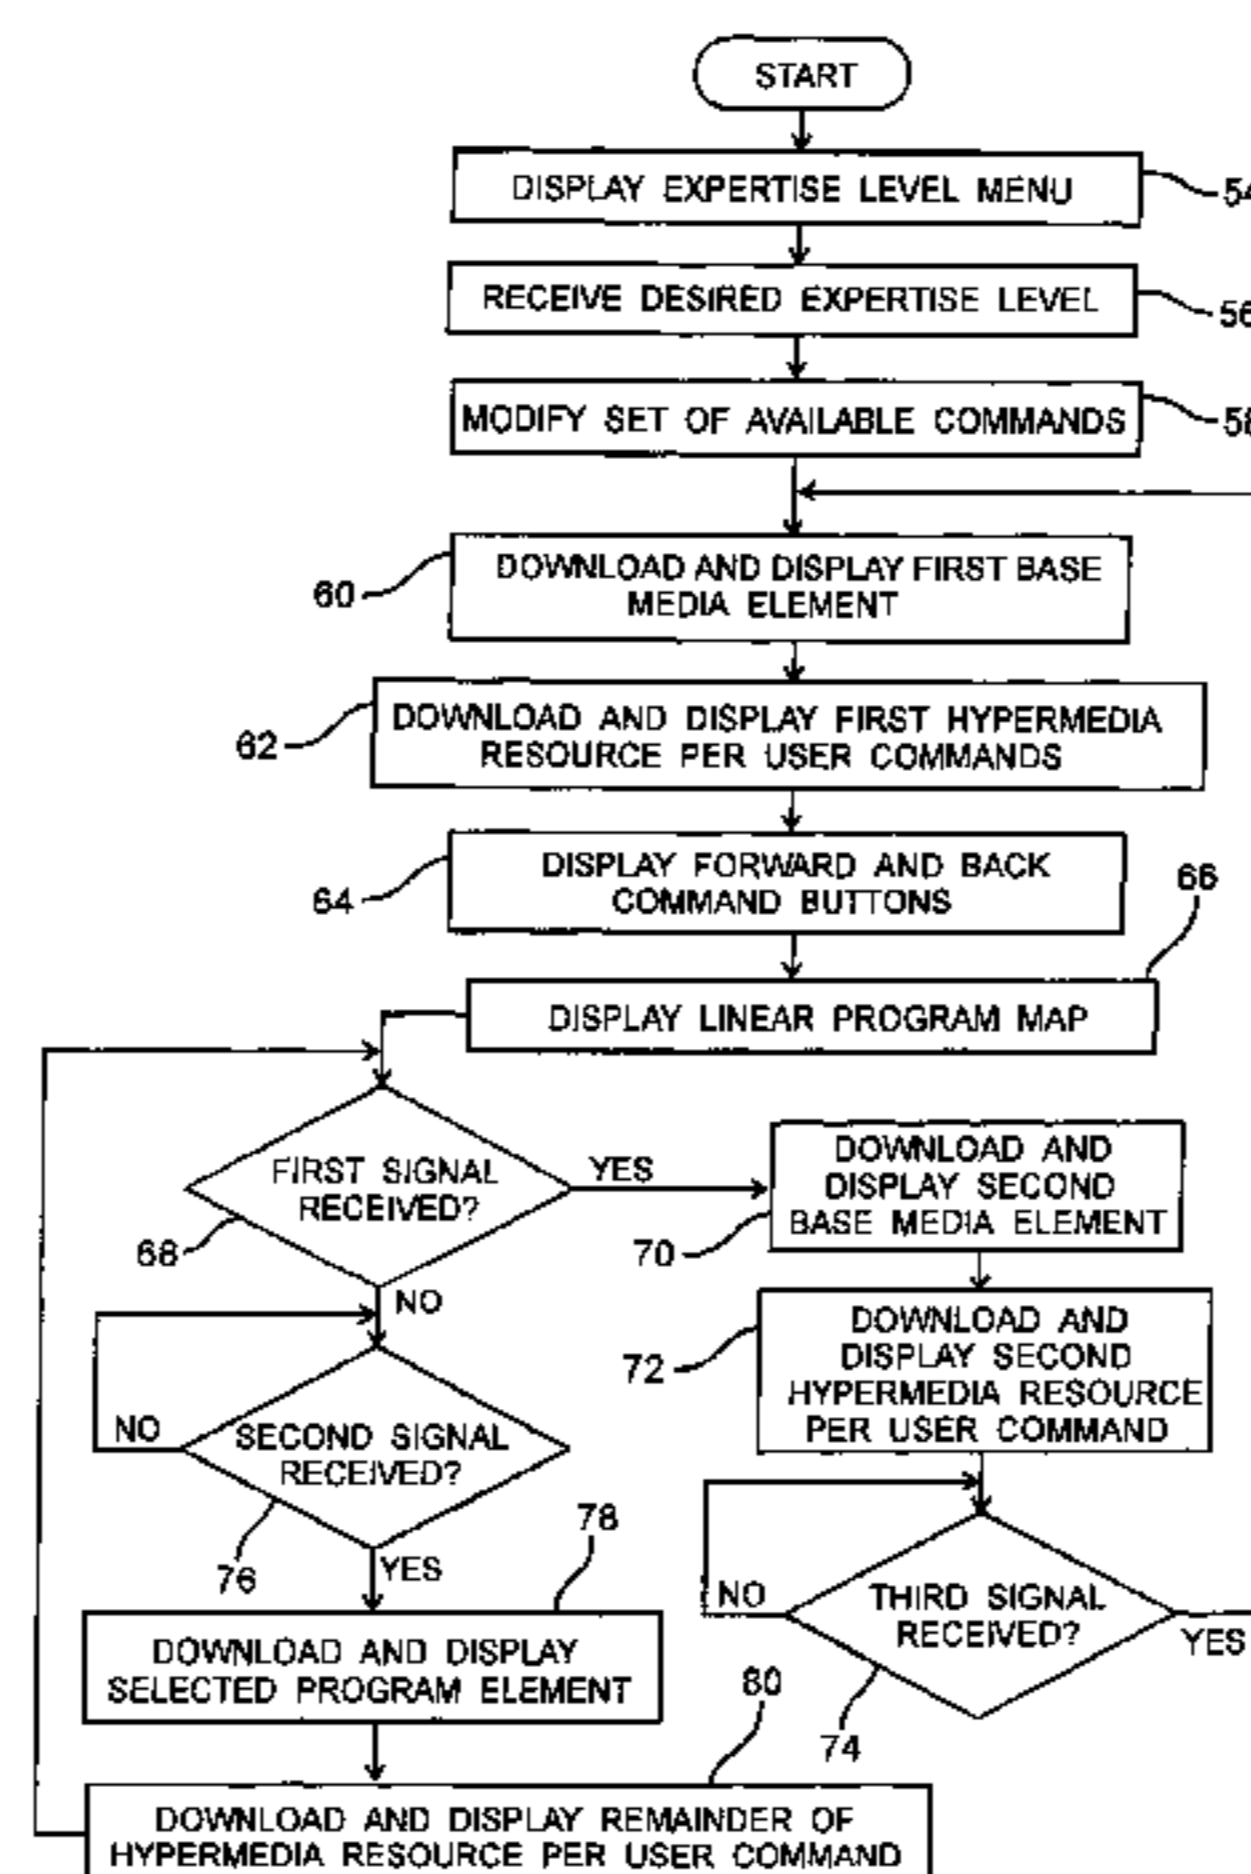 START
DISPLAY EXPERTISE LEVEL MENU
54
RECEIVE DESIRED EXPERTISE LEVEL
56
MODIFY SET OF AVAILABLE COMMANDS
58
60
DOWNLOAD AND DISPLAY FIRST BASE
MEDIA ELEMENT
62
DOWNLOAD AND DISPLAY FIRST HYPERMEDIA
RESOURCE PER USER COMMANDS
64
DISPLAY FORWARD AND BACK
COMMAND BUTTONS
66
DISPLAY LINEAR PROGRAM MAP
FIRST SIGNAL
RECEIVED?
68
YES
NO
DOWNLOAD AND
DISPLAY SECOND
BASE MEDIA ELEMENT
70
DOWNLOAD AND
DISPLAY SECOND
HYPERMEDIA RESOURCE
PER USER COMMAND
72
NO
SECOND SIGNAL
RECEIVED?
76
YES
78
NO
THIRD SIGNAL
RECEIVED?
YES
74
DOWNLOAD AND DISPLAY
SELECTED PROGRAM ELEMENT
80
DOWNLOAD AND DISPLAY REMAINDER OF
HYPERMEDIA RESOURCE PER USER COMMAND